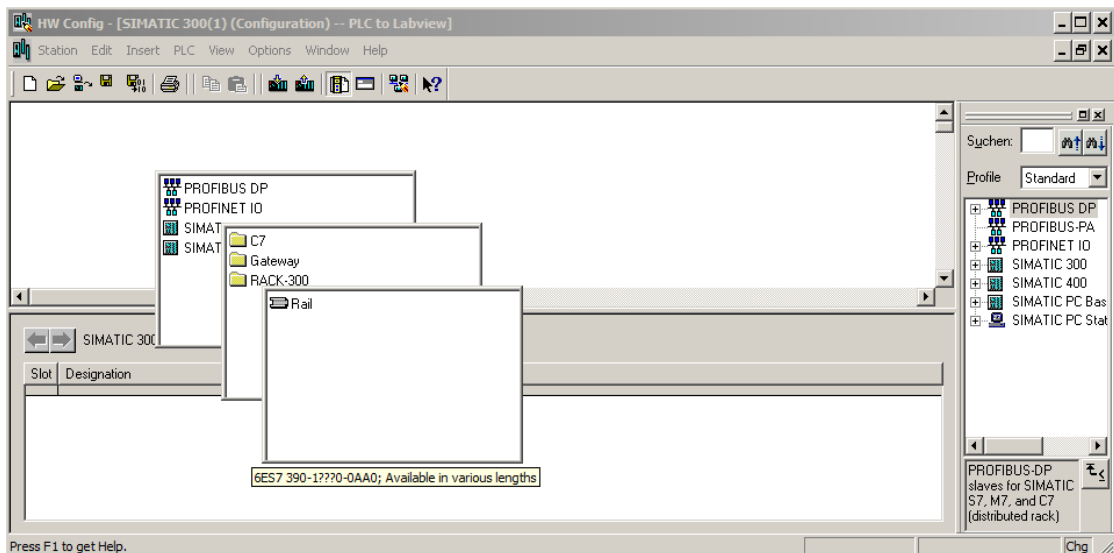 HW Config - [SIMATIC 300(1) (Configuration) -- PLC to Labview]
Station Edit Insert PLC View Options Window Help
Suchen:
Profile Standard
PROFIBUS DP
PROFIBUS-PA
PROFINET IO
SIMATIC 300
SIMATIC 400
SIMATIC PC Bas
SIMATIC PC Stat
PROFIBUS DP
PROFINET IO
SIMAT
SIMAT
C7
Gateway
RACK-300
Rail
SIMATIC 300
Slot Designation
6ES7 390-1???0-0AA0; Available in various lengths
PROFIBUS-DP
slaves for SIMATIC
S7, M7, and C7
(distributed rack)
Press F1 to get Help.
Chg